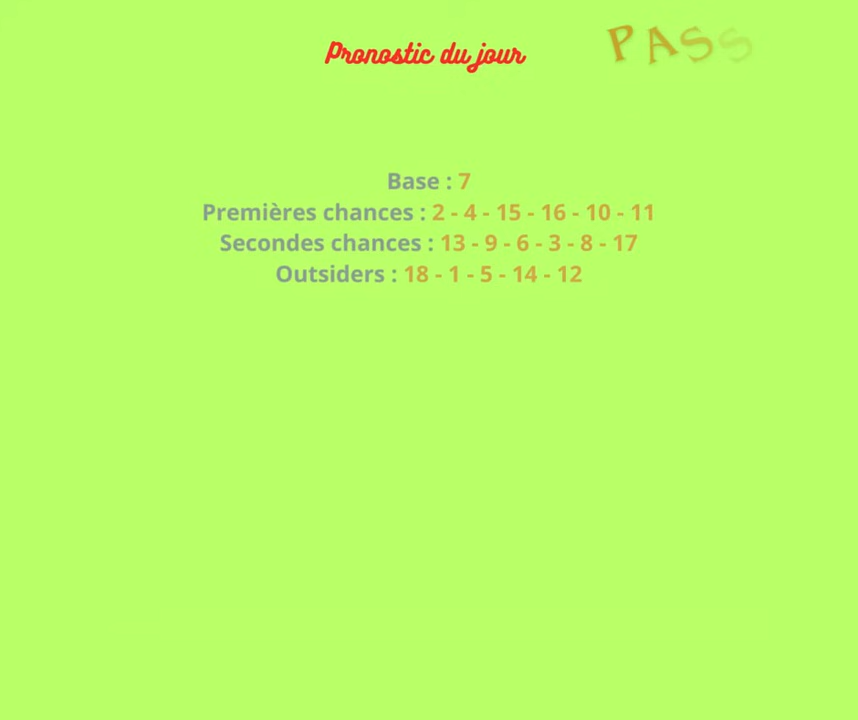 Pronostic du jour
PASS
Base : 7
Premières chances : 2 - 4 - 15 - 16 - 10 - 11
Secondes chances : 13 - 9 - 6 - 3 - 8 - 17
Outsiders : 18 - 1 - 5 - 14 - 12